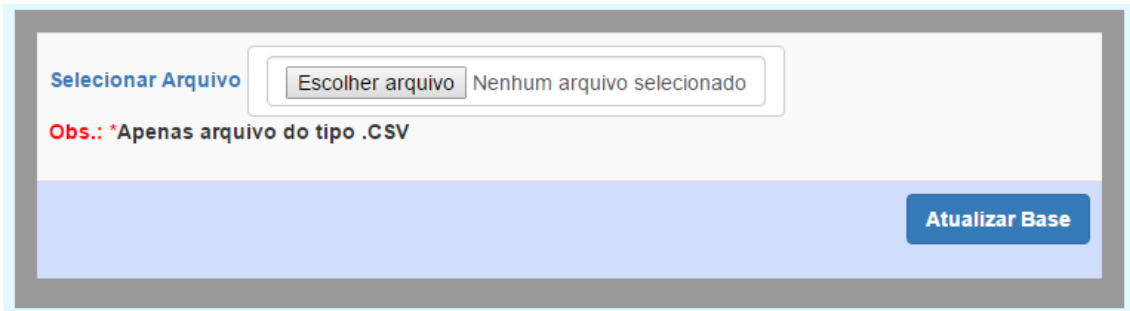 Selecionar Arquivo Escolher arquivo Nenhum arquivo selecionado
Obs.: *Apenas arquivo do tipo .CSV
Atualizar Base